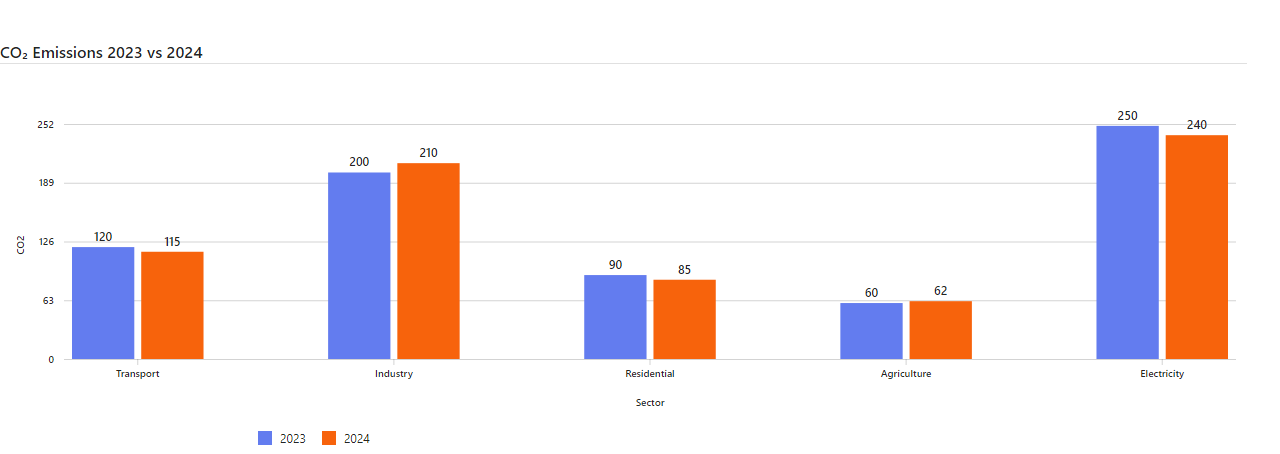 CO₂ Emissions 2023 vs 2024
250
252
240
210
200
189
120
115
126
CO2
90
85
63
60
62
0
Transport
Industry
Residential
Agriculture
Electricity
Sector
2023
2024